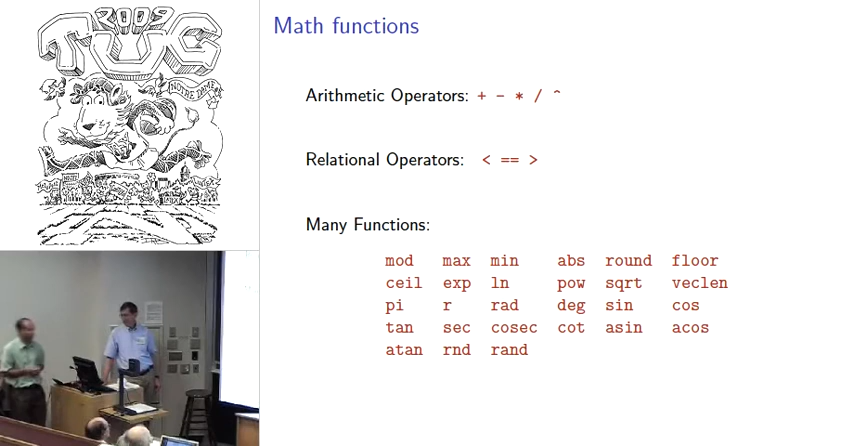 2009
TUG
NOTRE DAME
Math functions
Arithmetic Operators: + - * / ^
Relational Operators: < == >
Many Functions:
mod max min abs round floor
ceil exp ln pow sqrt veclen
pi r rad deg sin cos
tan sec cosec cot asin acos
atan rnd rand